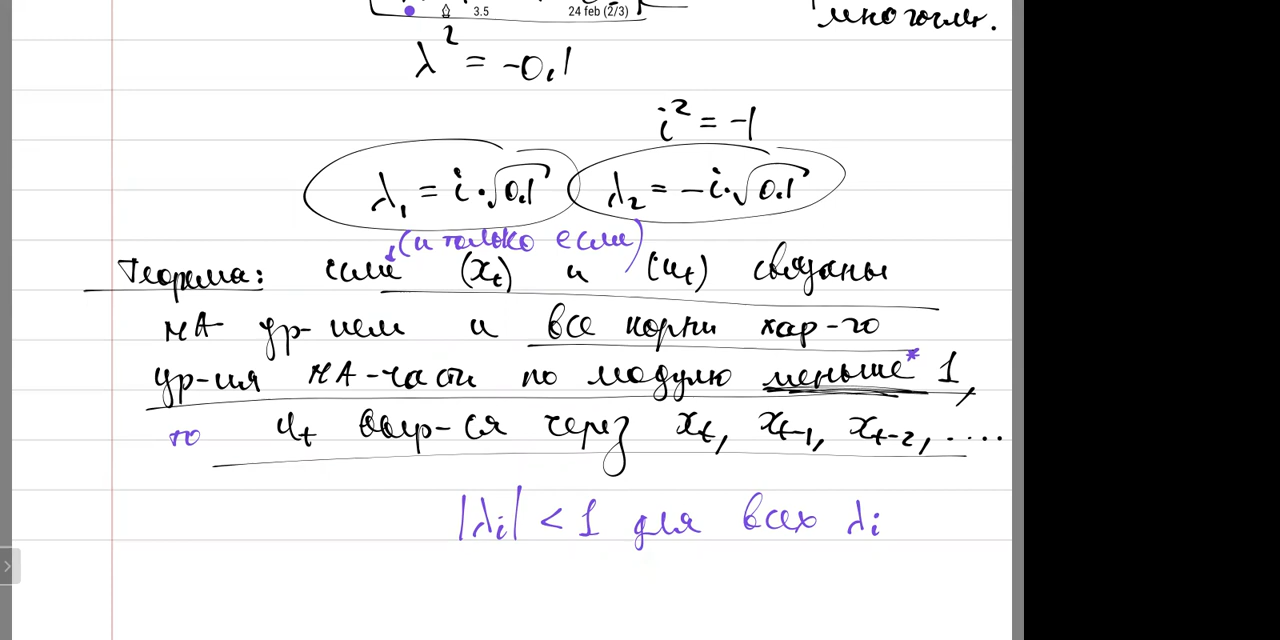 3.5 24 feb (2/3)
многочл.
λ² = -0,1
i² = -1
λ₁ = i·√0.1 λ₂ = -i·√0.1
(и только если)
Теорема: если (xₜ) и (uₜ) связаны
MA ур-ием и все корни хар-го
ур-ия MA-части по модулю меньше* 1,
то uₜ выр-ся через xₜ, xₜ₋₁, xₜ₋₂, ....
|λᵢ| < 1 для всех λᵢ